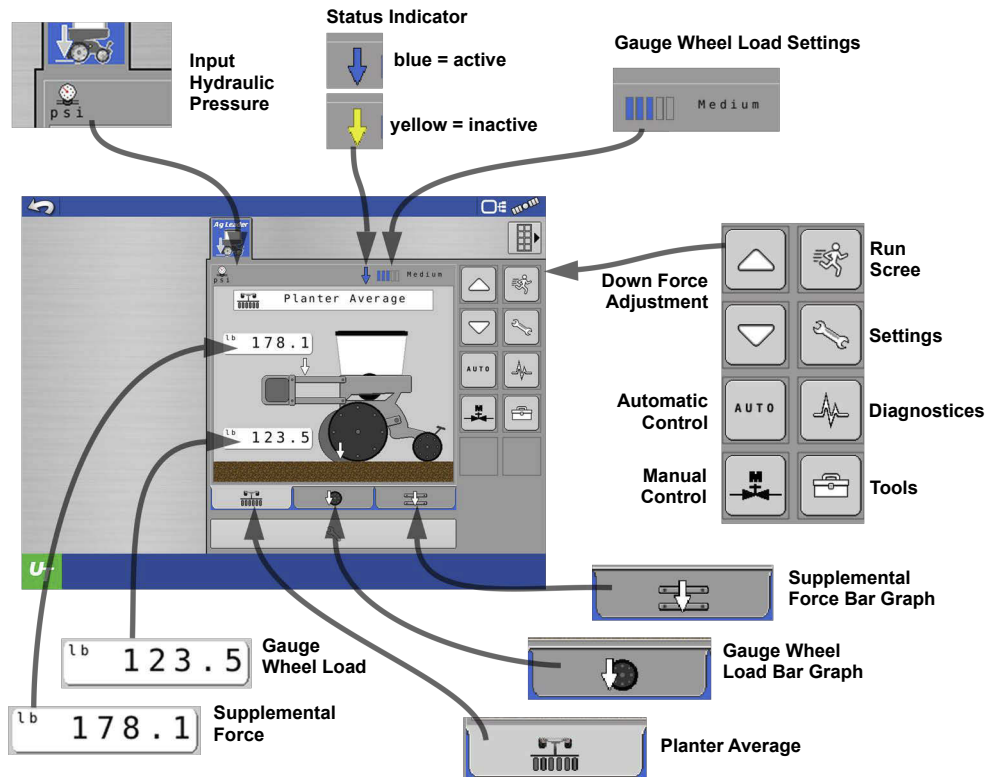 Status Indicator
blue = active
yellow = inactive
Gauge Wheel Load Settings
Medium
Input
Hydraulic
Pressure
psi
Ag Leader
psi
Medium
Planter Average
lb 178.1
lb 123.5
AUTO
M
U
Down Force
Adjustment
Run
Scree
Settings
Automatic
Control
AUTO
Diagnostices
Manual
Control
M
Tools
Supplemental
Force Bar Graph
Gauge Wheel
Load Bar Graph
Planter Average
lb 123.5
Gauge
Wheel Load
lb 178.1
Supplemental
Force